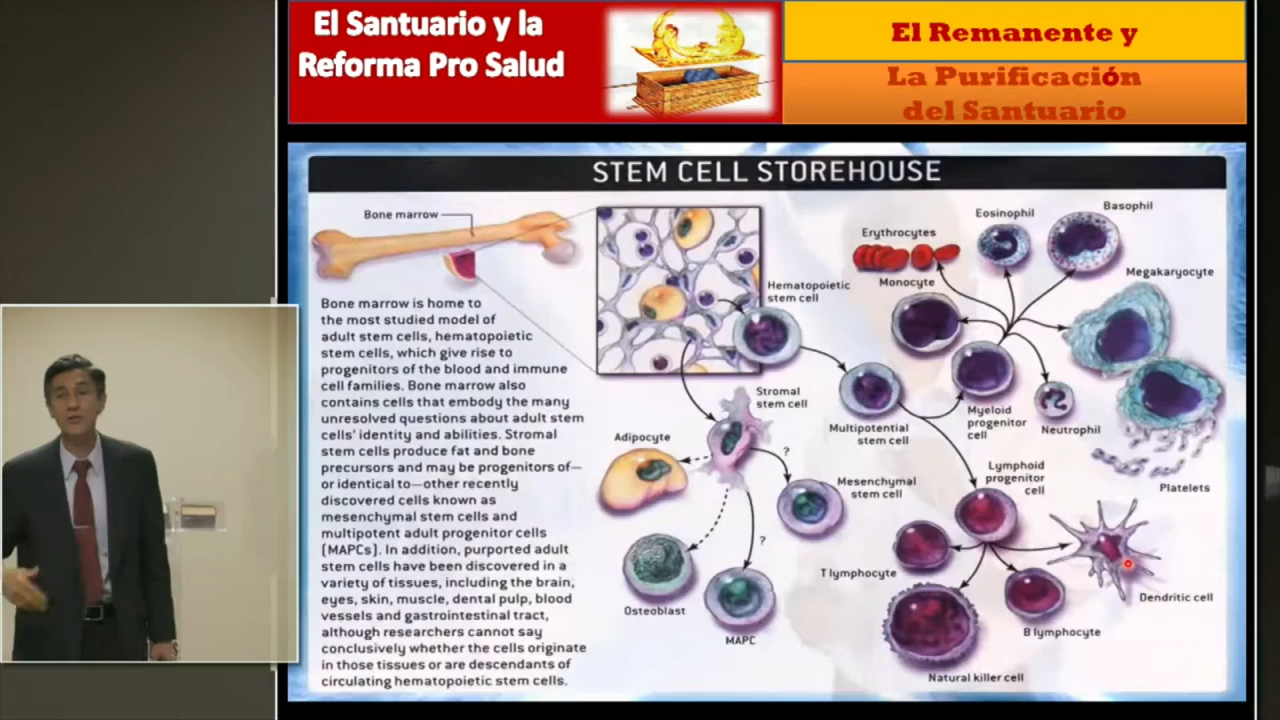 El Santuario y la
Reforma Pro Salud
El Remanente y
La Purificación
del Santuario
STEM CELL STOREHOUSE
Bone marrow
Bone marrow is home to
the most studied model of
adult stem cells, hematopoietic
stem cells, which give rise to
progenitors of the blood and immune
cell families. Bone marrow also
contains cells that embody the many
unresolved questions about adult stem
cells' identity and abilities. Stromal
stem cells produce fat and bone
precursors and may be progenitors of—
or identical to—other recently
discovered cells known as
mesenchymal stem cells and
multipotent adult progenitor cells
(MAPCs). In addition, purported adult
stem cells have been discovered in a
variety of tissues, including the brain,
eyes, skin, muscle, dental pulp, blood
vessels and gastrointestinal tract,
although researchers cannot say
conclusively whether the cells originate
in those tissues or are descendants of
circulating hematopoietic stem cells.
Hematopoietic
stem cell
Stromal
stem cell
Adipocyte
?
Mesenchymal
stem cell
?
Osteoblast
MAPC
Multipotential
stem cell
Erythrocytes
Eosinophil
Basophil
Monocyte
Megakaryocyte
Myeloid
progenitor
cell
Neutrophil
Platelets
Lymphoid
progenitor
cell
T lymphocyte
Dendritic cell
B lymphocyte
Natural killer cell